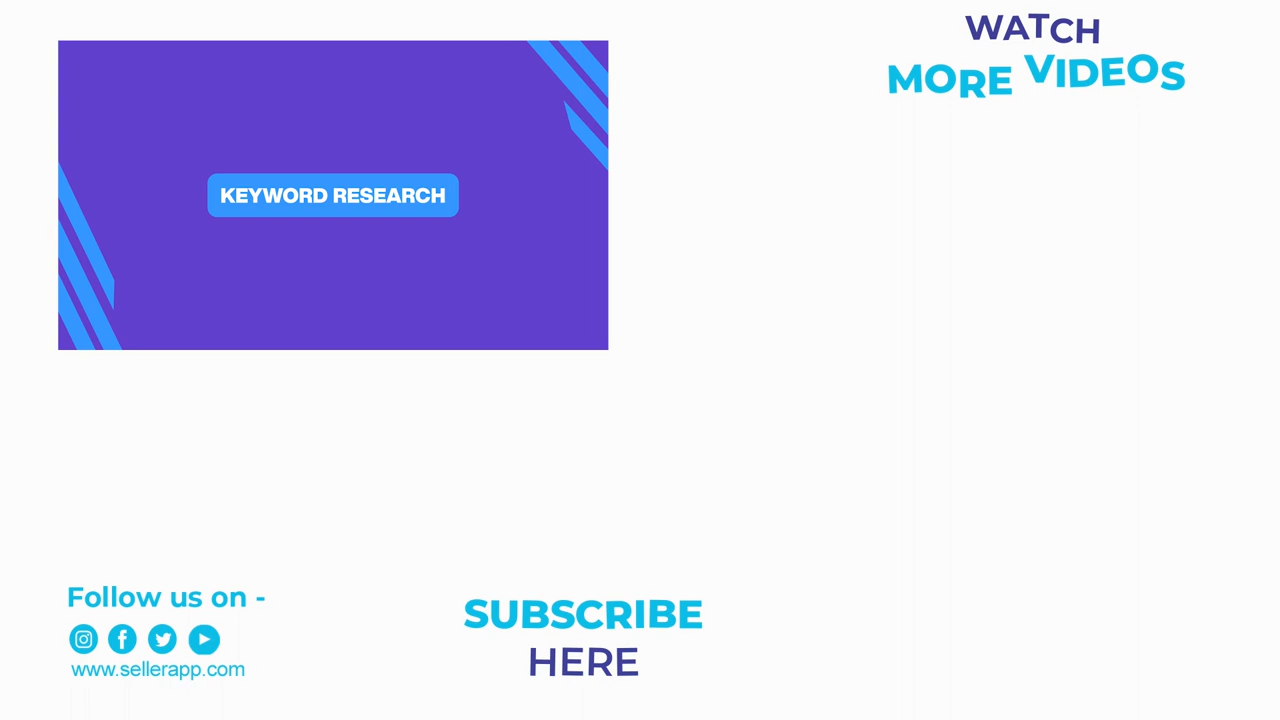 WATCH
MORE VIDEOS
KEYWORD RESEARCH
Follow us on -
www.sellerapp.com
SUBSCRIBE
HERE